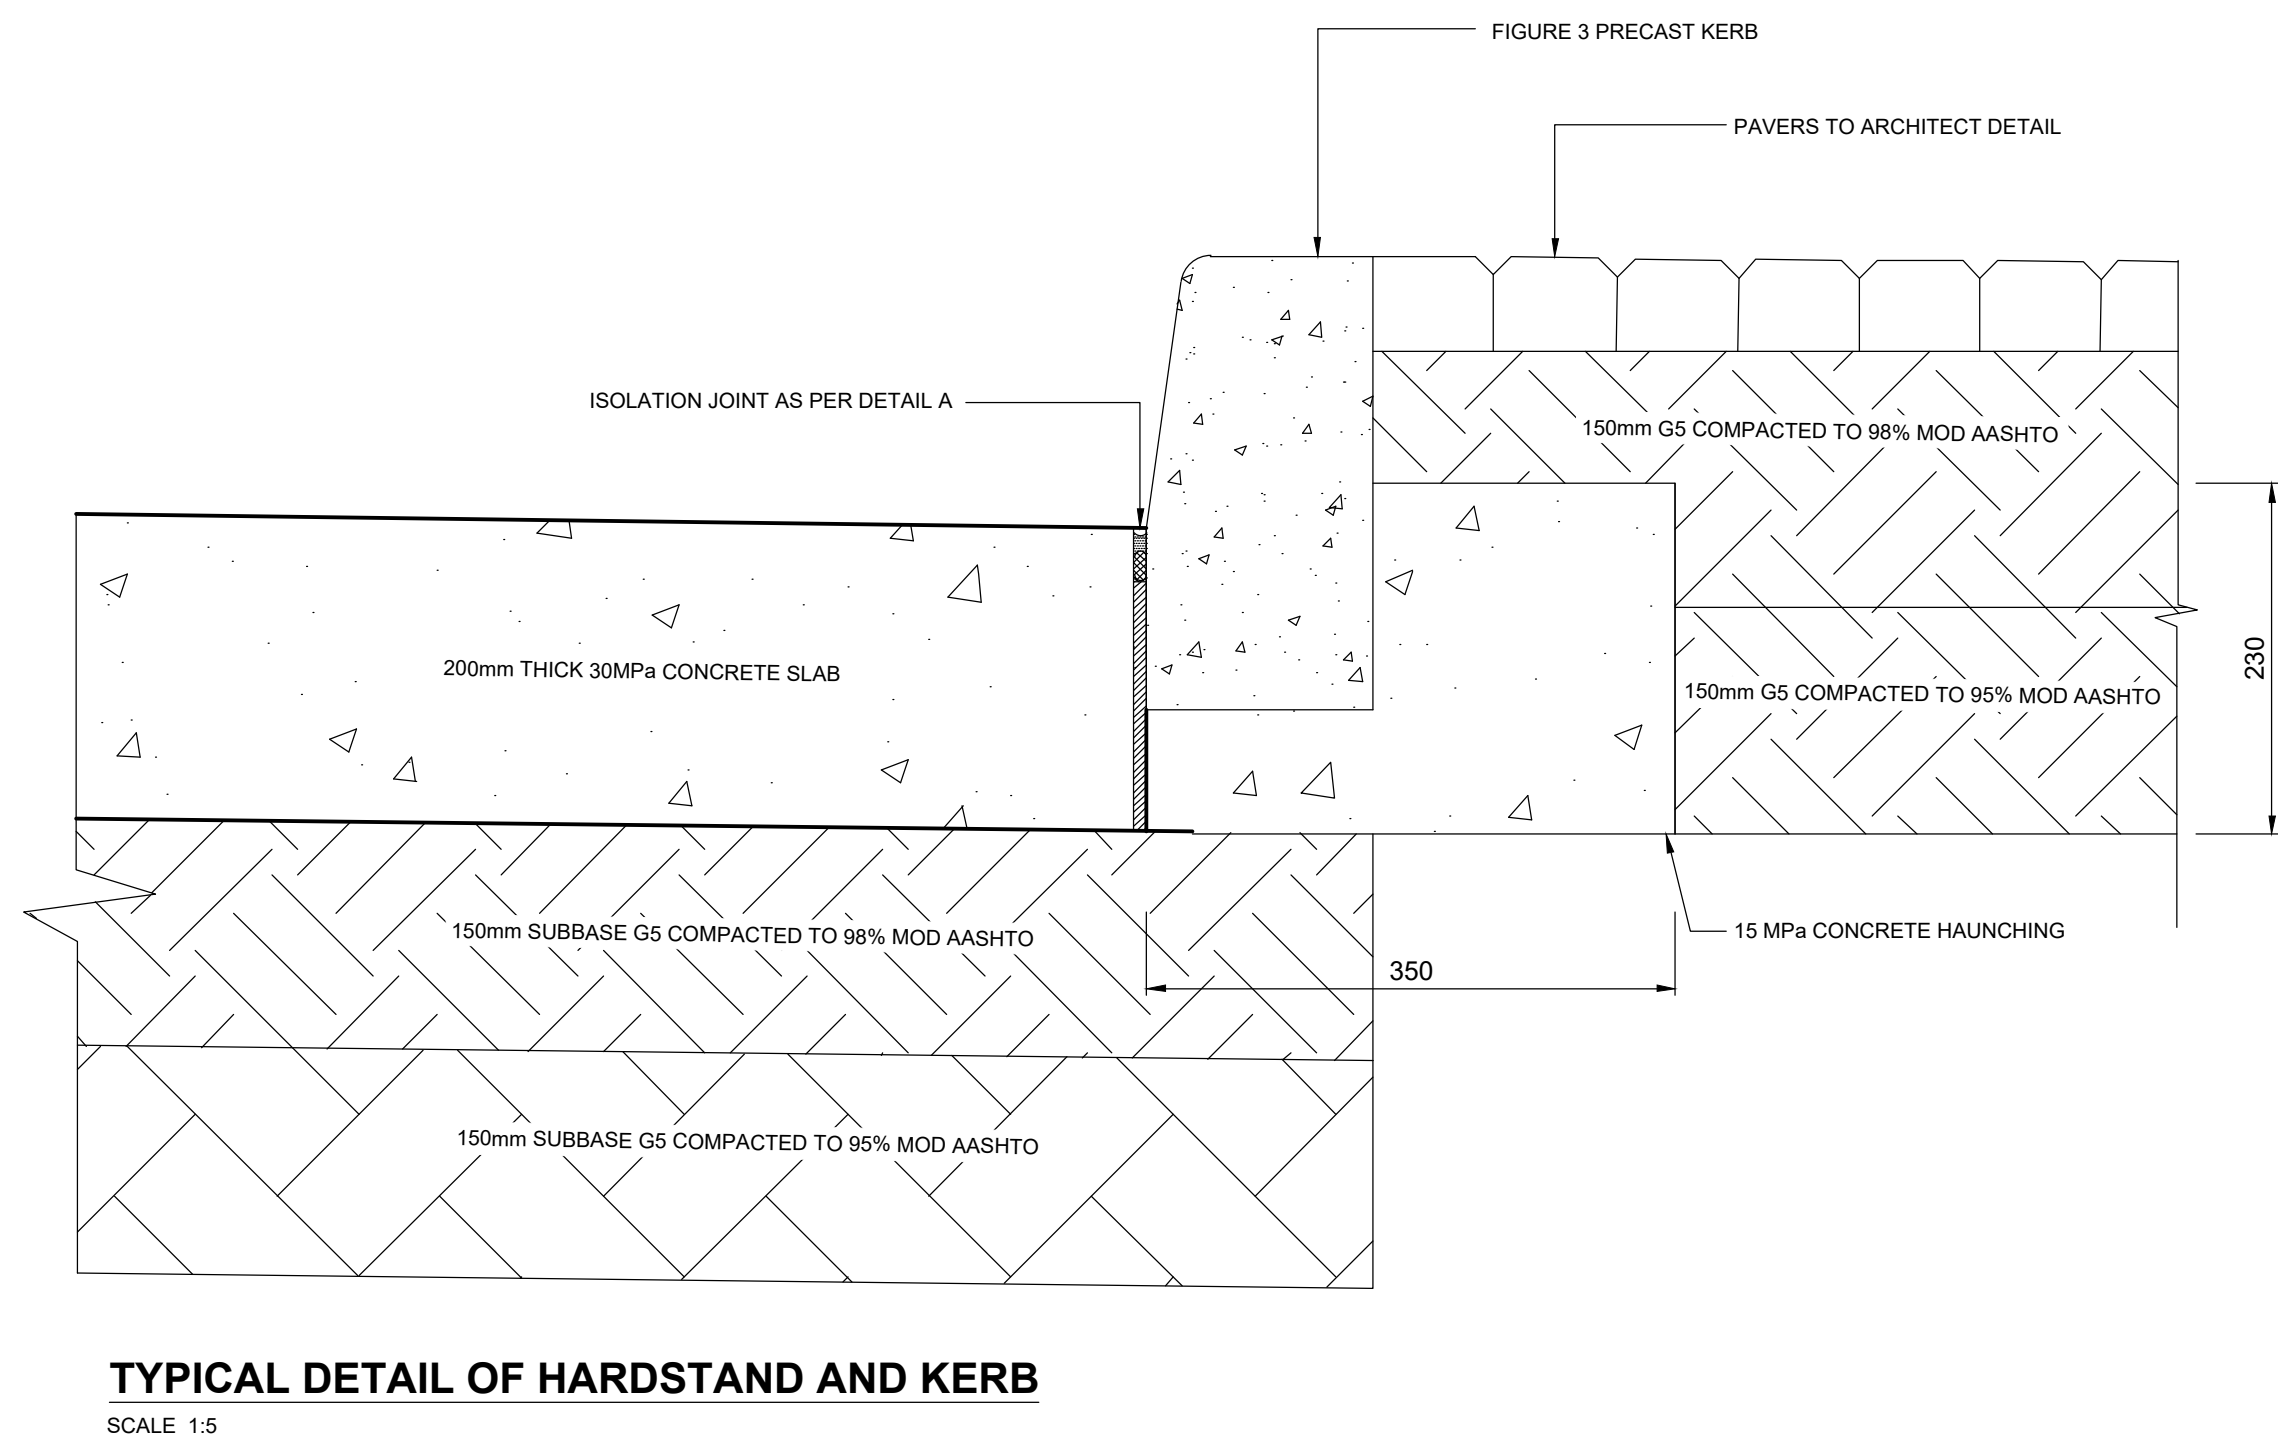 FIGURE 3 PRECAST KERB
PAVERS TO ARCHITECT DETAIL
ISOLATION JOINT AS PER DETAIL A
150mm G5 COMPACTED TO 98% MOD AASHTO
230
200mm THICK 30MPa CONCRETE SLAB
150mm G5 COMPACTED TO 95% MOD AASHTO
150mm SUBBASE G5 COMPACTED TO 98% MOD AASHTO
15 MPa CONCRETE HAUNCHING
350
150mm SUBBASE G5 COMPACTED TO 95% MOD AASHTO
TYPICAL DETAIL OF HARDSTAND AND KERB
SCALE 1:5